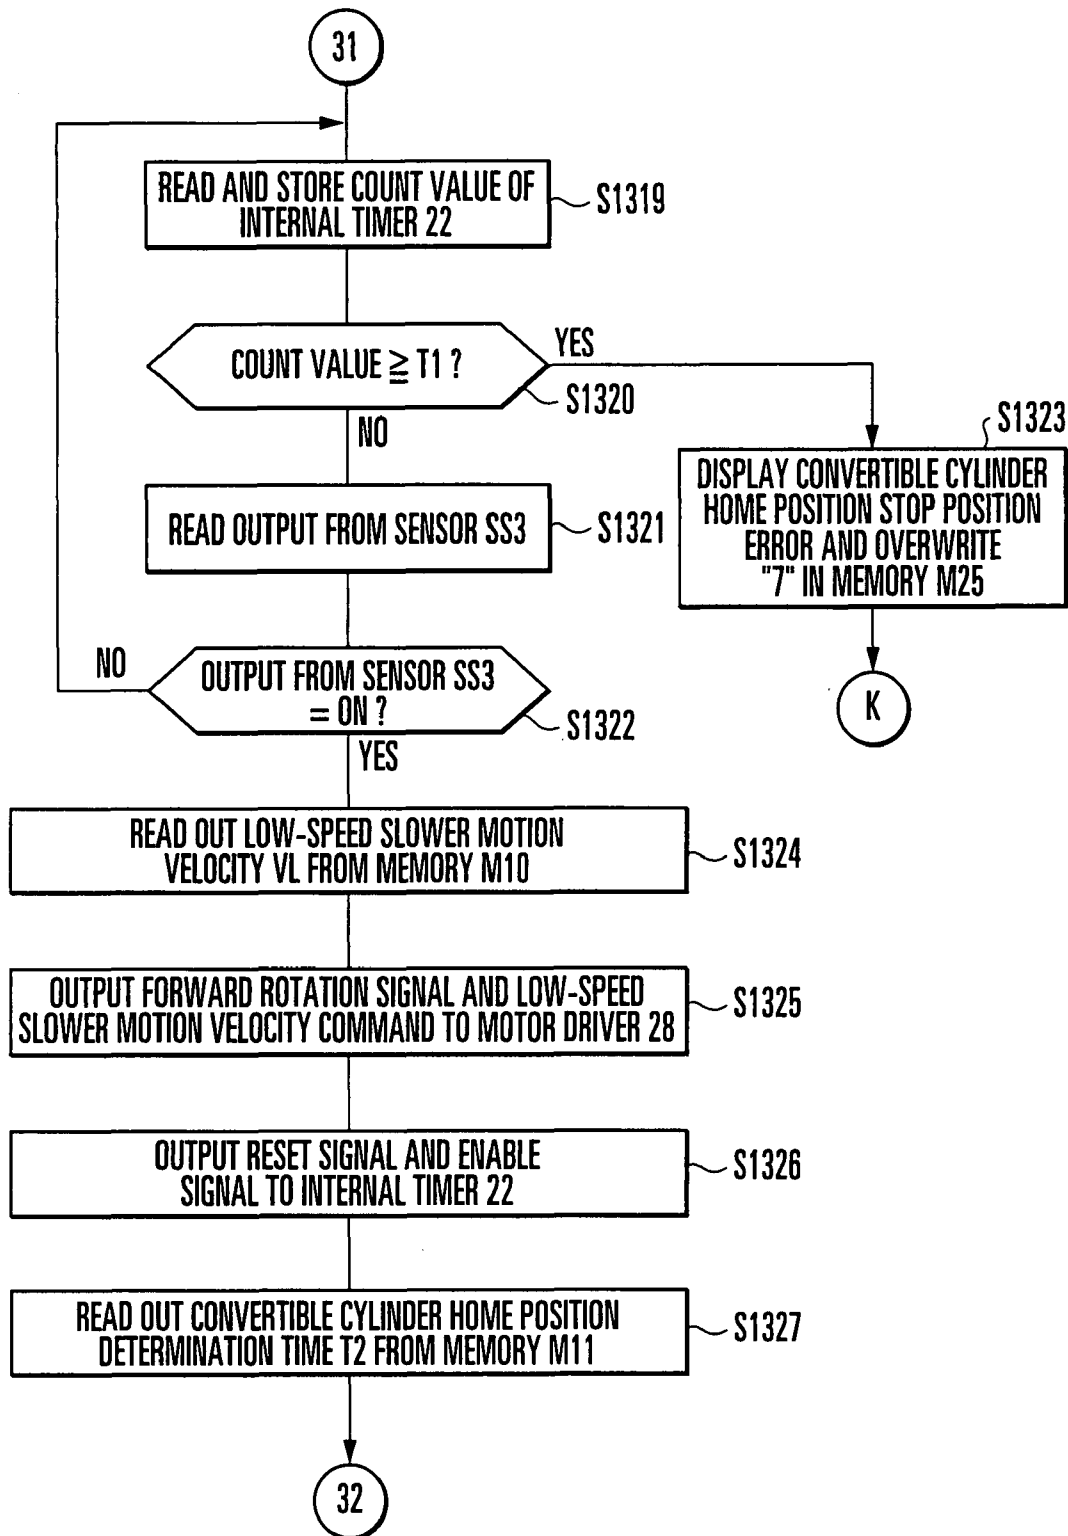 31
READ AND STORE COUNT VALUE OF
INTERNAL TIMER 22
S1319
COUNT VALUE ≧ T1 ?
YES
S1320
NO
S1323
DISPLAY CONVERTIBLE CYLINDER
HOME POSITION STOP POSITION
ERROR AND OVERWRITE
"7" IN MEMORY M25
READ OUTPUT FROM SENSOR SS3
S1321
K
NO
OUTPUT FROM SENSOR SS3
= ON ?
S1322
YES
READ OUT LOW-SPEED SLOWER MOTION
VELOCITY VL FROM MEMORY M10
S1324
OUTPUT FORWARD ROTATION SIGNAL AND LOW-SPEED
SLOWER MOTION VELOCITY COMMAND TO MOTOR DRIVER 28
S1325
OUTPUT RESET SIGNAL AND ENABLE
SIGNAL TO INTERNAL TIMER 22
S1326
READ OUT CONVERTIBLE CYLINDER HOME POSITION
DETERMINATION TIME T2 FROM MEMORY M11
S1327
32